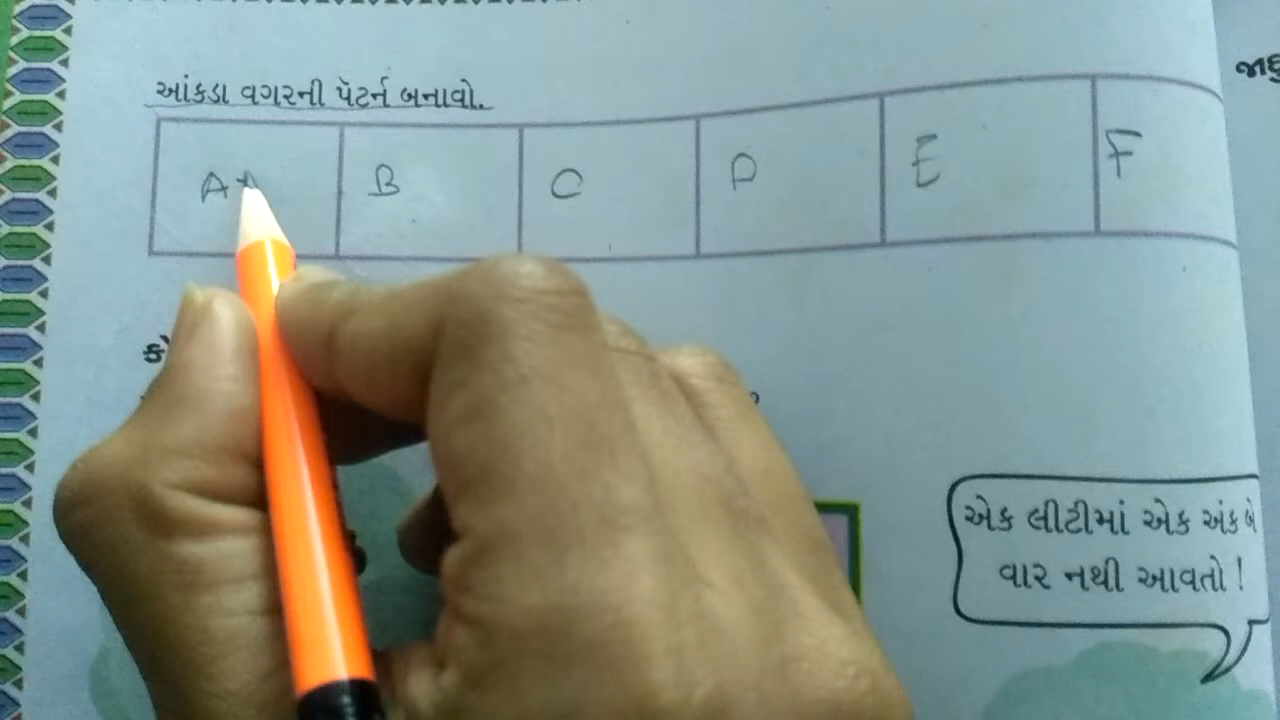 આંકડા વગરની પૅટર્ન બનાવો.
A A B C D E F
એક લીટીમાં એક અંક બે
વાર નથી આવતો !